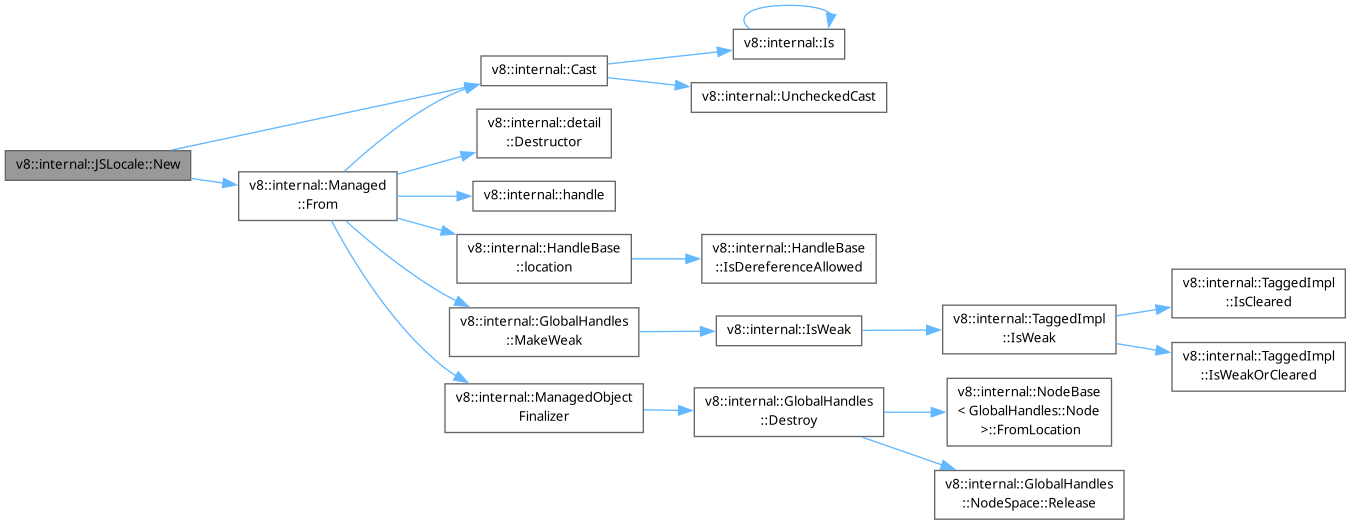 v8::internal::JSLocale::New
v8::internal::Managed
::From
v8::internal::Cast
v8::internal::detail
::Destructor
v8::internal::handle
v8::internal::HandleBase
::location
v8::internal::GlobalHandles
::MakeWeak
v8::internal::ManagedObject
Finalizer
v8::internal::Is
v8::internal::UncheckedCast
v8::internal::HandleBase
::IsDereferenceAllowed
v8::internal::IsWeak
v8::internal::GlobalHandles
::Destroy
v8::internal::TaggedImpl
::IsWeak
v8::internal::NodeBase
< GlobalHandles::Node
>::FromLocation
v8::internal::GlobalHandles
::NodeSpace::Release
v8::internal::TaggedImpl
::IsCleared
v8::internal::TaggedImpl
::IsWeakOrCleared